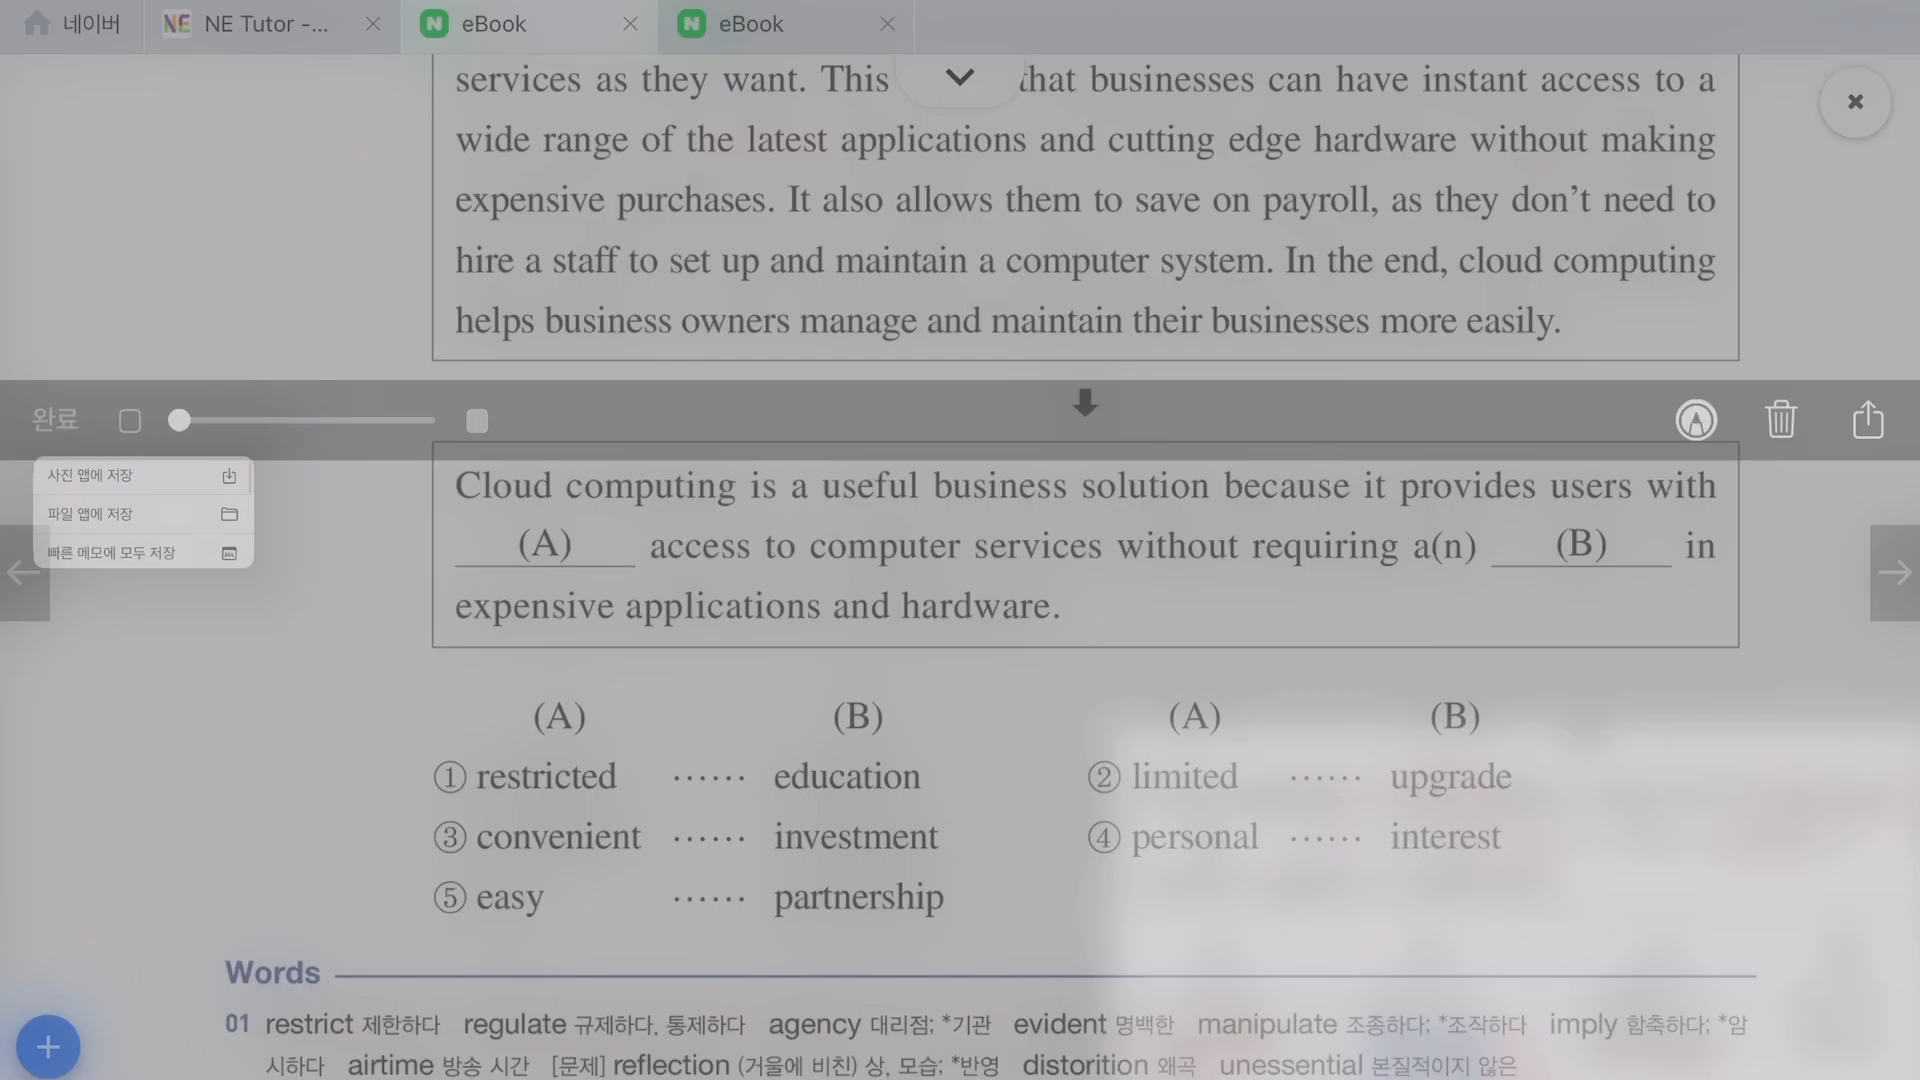 네이버 NE NE Tutor -... N eBook N eBook
services as they want. This that businesses can have instant access to a
wide range of the latest applications and cutting edge hardware without making
expensive purchases. It also allows them to save on payroll, as they don’t need to
hire a staff to set up and maintain a computer system. In the end, cloud computing
helps business owners manage and maintain their businesses more easily.
완료
사진 앱에 저장
파일 앱에 저장
빠른 메모에 모두 저장
Cloud computing is a useful business solution because it provides users with
(A) access to computer services without requiring a(n) (B) in
expensive applications and hardware.
(A) (B) (A) (B)
① restricted …… education ② limited …… upgrade
③ convenient …… investment ④ personal …… interest
⑤ easy …… partnership
Words
01 restrict 제한하다 regulate 규제하다, 통제하다 agency 대리점; *기관 evident 명백한 manipulate 조종하다; *조작하다 imply 함축하다; *암
시하다 airtime 방송 시간 [문제] reflection (거울에 비친) 상, 모습; *반영 distorition 왜곡 unessential 본질적이지 않은